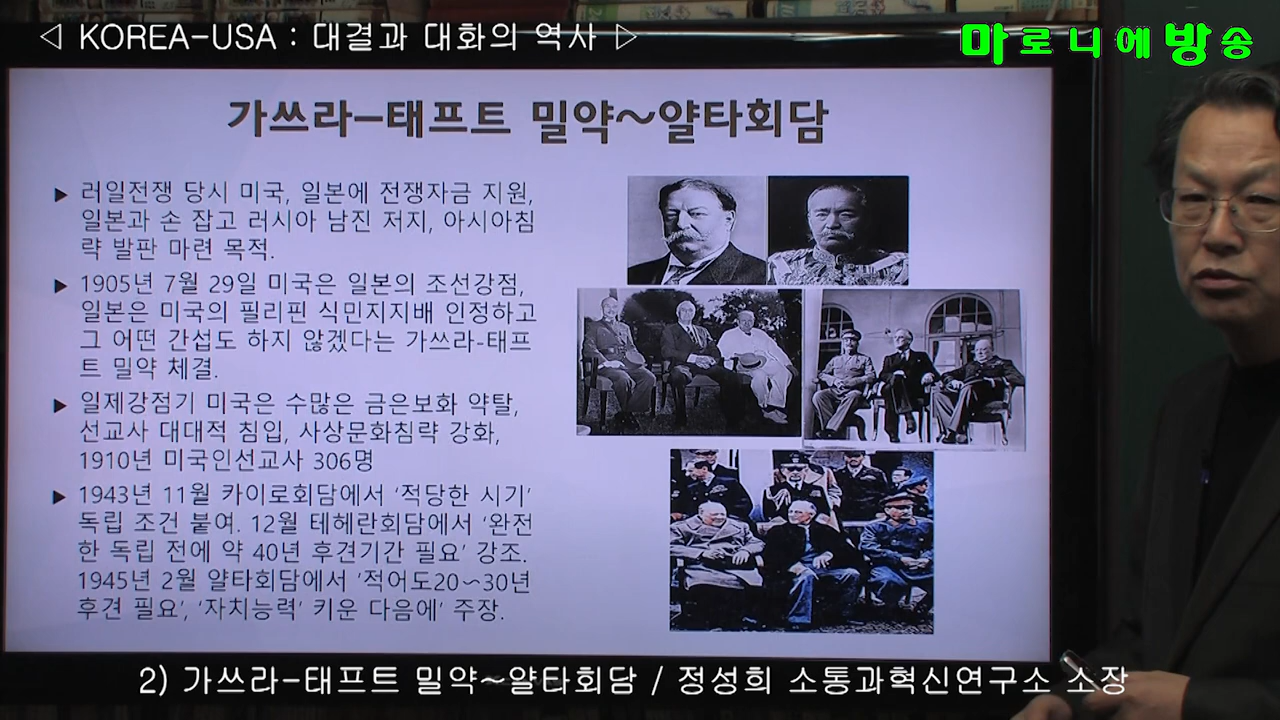 ◁ KOREA-USA : 대결과 대화의 역사 ▷
마로니에방송
가쓰라-태프트 밀약~얄타회담
▶ 러일전쟁 당시 미국, 일본에 전쟁자금 지원,
일본과 손 잡고 러시아 남진 저지, 아시아침
략 발판 마련 목적.
▶ 1905년 7월 29일 미국은 일본의 조선강점,
일본은 미국의 필리핀 식민지지배 인정하고
그 어떤 간섭도 하지 않겠다는 가쓰라-태프
트 밀약 체결.
▶ 일제강점기 미국은 수많은 금은보화 약탈,
선교사 대대적 침입, 사상문화침략 강화,
1910년 미국인선교사 306명
▶ 1943년 11월 카이로회담에서 '적당한 시기'
독립 조건 붙여. 12월 테헤란회담에서 '완전
한 독립 전에 약 40년 후견기간 필요' 강조.
1945년 2월 얄타회담에서 '적어도20~30년
후견 필요', '자치능력' 키운 다음에' 주장.
2) 가쓰라-태프트 밀약~얄타회담 / 정성희 소통과혁신연구소 소장